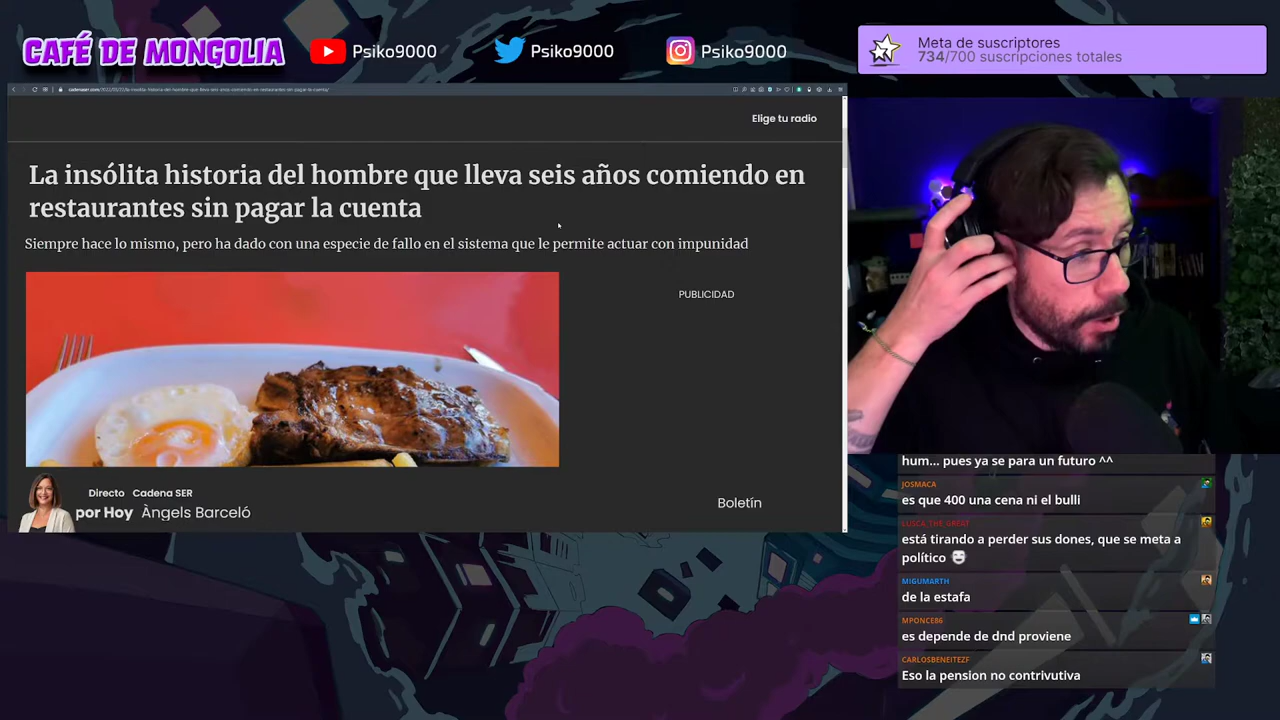 CAFÉ DE MONGOLIA
Psiko9000
Psiko9000
Psiko9000
Meta de suscriptores
734/700 suscripciones totales
Elige tu radio
La insólita historia del hombre que lleva seis años comiendo en
restaurantes sin pagar la cuenta
Siempre hace lo mismo, pero ha dado con una especie de fallo en el sistema que le permite actuar con impunidad
PUBLICIDAD
Directo Cadena SER
por Hoy Àngels Barceló
Boletín
hum... pues ya se para un futuro ^^
JOSMACA
es que 400 una cena ni el bulli
LUSCA_THE_GREAT
está tirando a perder sus dones, que se meta a
político
MIGUMARTH
de la estafa
MPONCE86
es depende de dnd proviene
CARLOSBENEITEZF
Eso la pension no contrivutiva